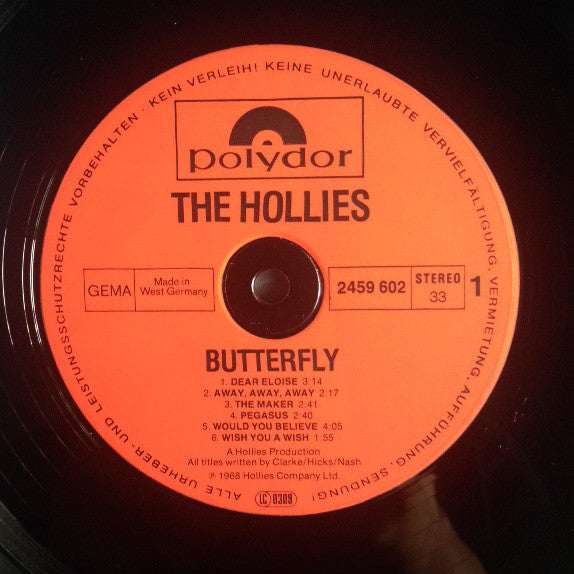 ALLE URHEBER- UND LEISTUNGSSCHUTZRECHTE VORBEHALTEN · KEIN VERLEIH! KEINE UNERLAUBTE VERVIELFÄLTIGUNG, VERMIETUNG, AUFFÜHRUNG, SENDUNG!
polydor
THE HOLLIES
GEMA
Made in
West Germany
2459 602
STEREO
33
1
BUTTERFLY
1. DEAR ELOISE 3:14
2. AWAY, AWAY, AWAY 2:17
3. THE MAKER 2:41
4. PEGASUS 2:40
5. WOULD YOU BELIEVE 4:05
6. WISH YOU A WISH 1:55
A Hollies Production
All titles written by Clarke/Hicks/Nash
℗ 1968 Hollies Company Ltd.
LC 0309